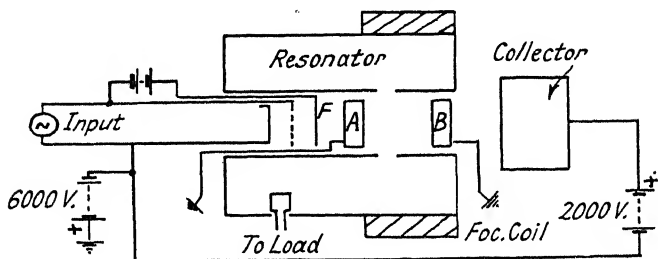 Resonator
Collector
F
Input
A
B
6000 V.
+
+
2000 V.
To Load
Foc. Coil